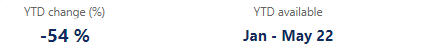 YTD change (%)
YTD available
-54 %
Jan - May 22